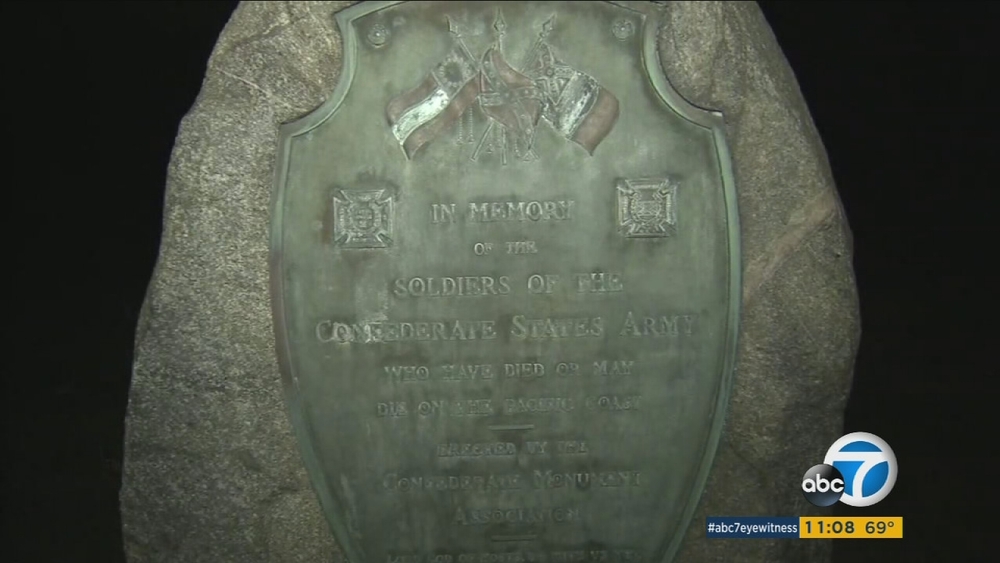 IN MEMORY
OF THE
SOLDIERS OF THE
CONFEDERATE STATES ARMY
WHO HAVE DIED OR MAY
DIE ON THE PACIFIC COAST
ERECTED BY THE
CONFEDERATE MONUMENT
ASSOCIATION
abc 7
#abc7eyewitness 11:08 69°